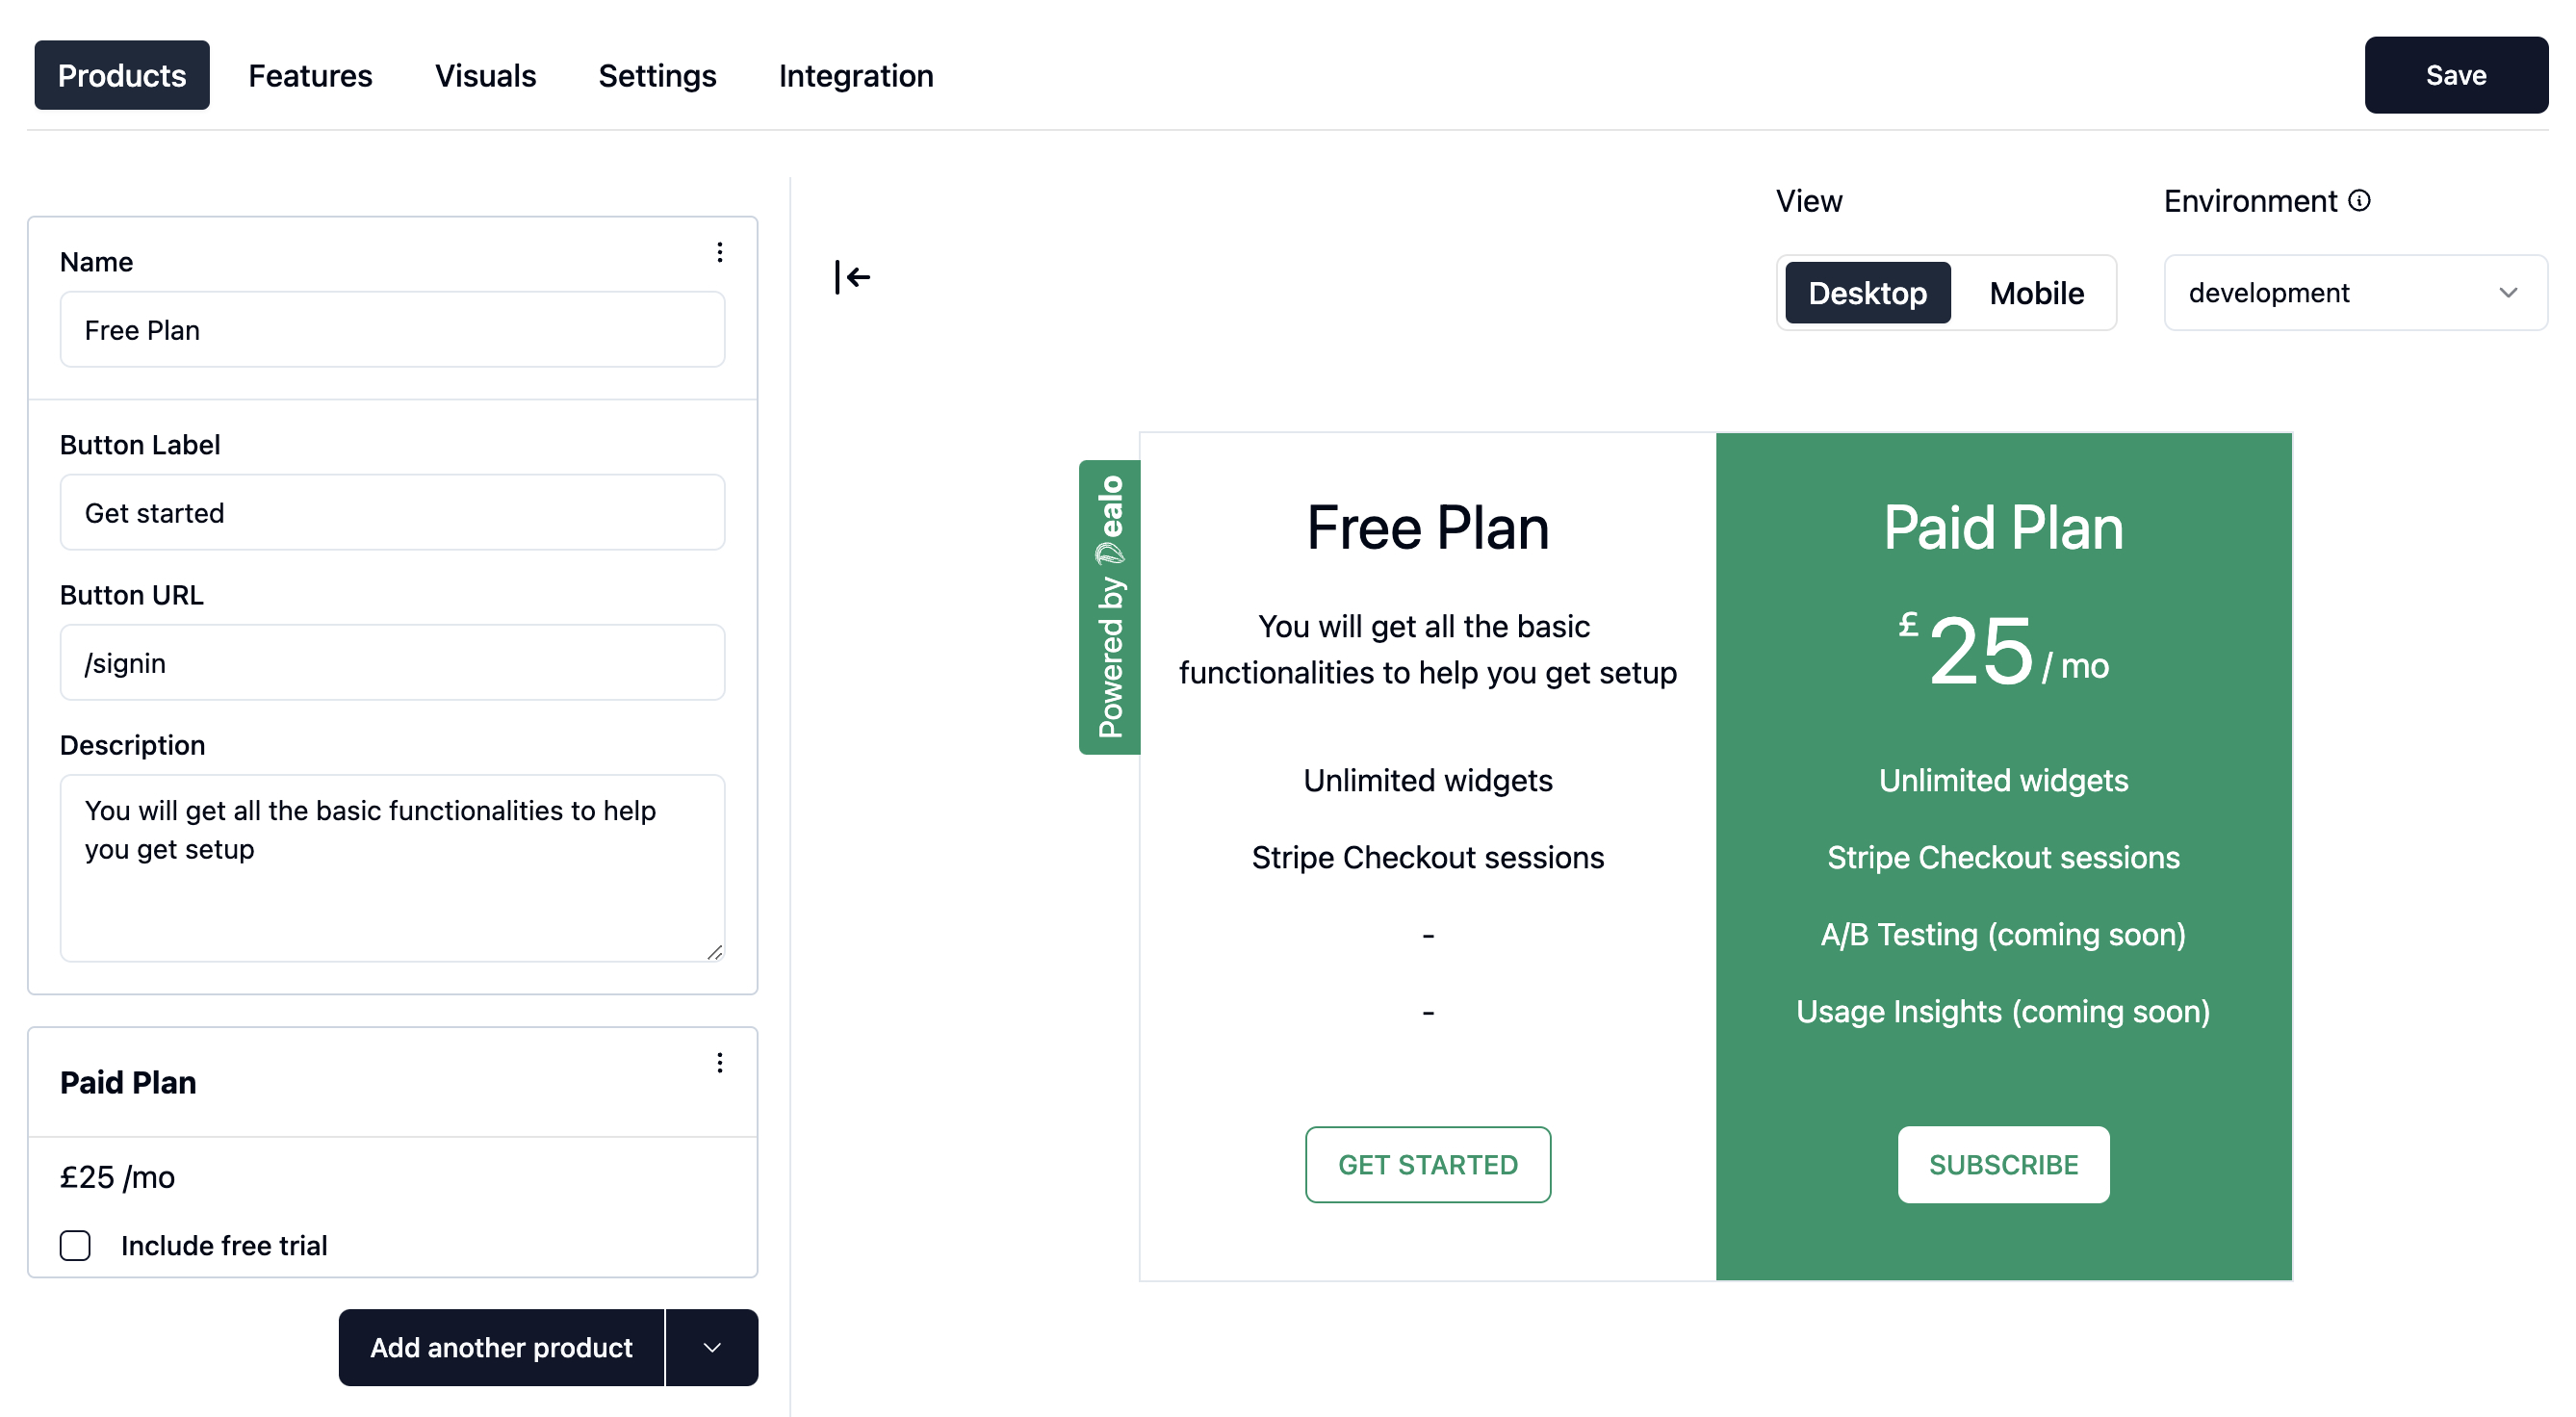 Products
Features
Visuals
Settings
Integration
Save
Name
Free Plan
Button Label
Get started
Button URL
/signin
Description
You will get all the basic functionalities to help
you get setup
Paid Plan
£25 /mo
Include free trial
Add another product
View
Desktop
Mobile
Environment
development
Powered by Dealo
Free Plan
You will get all the basic
functionalities to help you get setup
Unlimited widgets
Stripe Checkout sessions
-
-
GET STARTED
Paid Plan
£25 / mo
Unlimited widgets
Stripe Checkout sessions
A/B Testing (coming soon)
Usage Insights (coming soon)
SUBSCRIBE